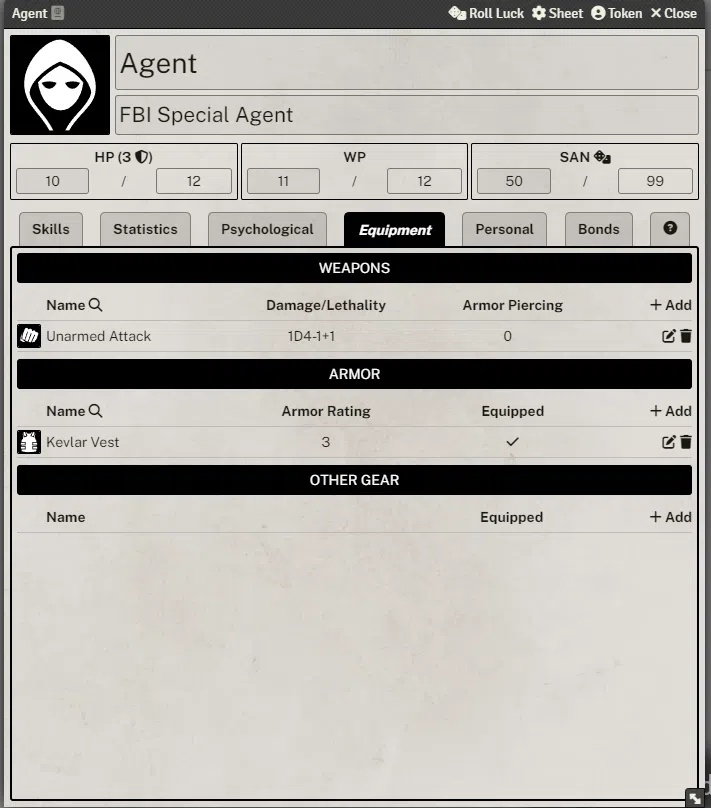 Agent Roll Luck Sheet Token Close
Agent
FBI Special Agent
HP (3 ) WP SAN
10 / 12 11 / 12 50 / 99
Skills Statistics Psychological Equipment Personal Bonds
WEAPONS
Name Damage/Lethality Armor Piercing + Add
Unarmed Attack 1D4-1+1 0
ARMOR
Name Armor Rating Equipped + Add
Kevlar Vest 3
OTHER GEAR
Name Equipped + Add